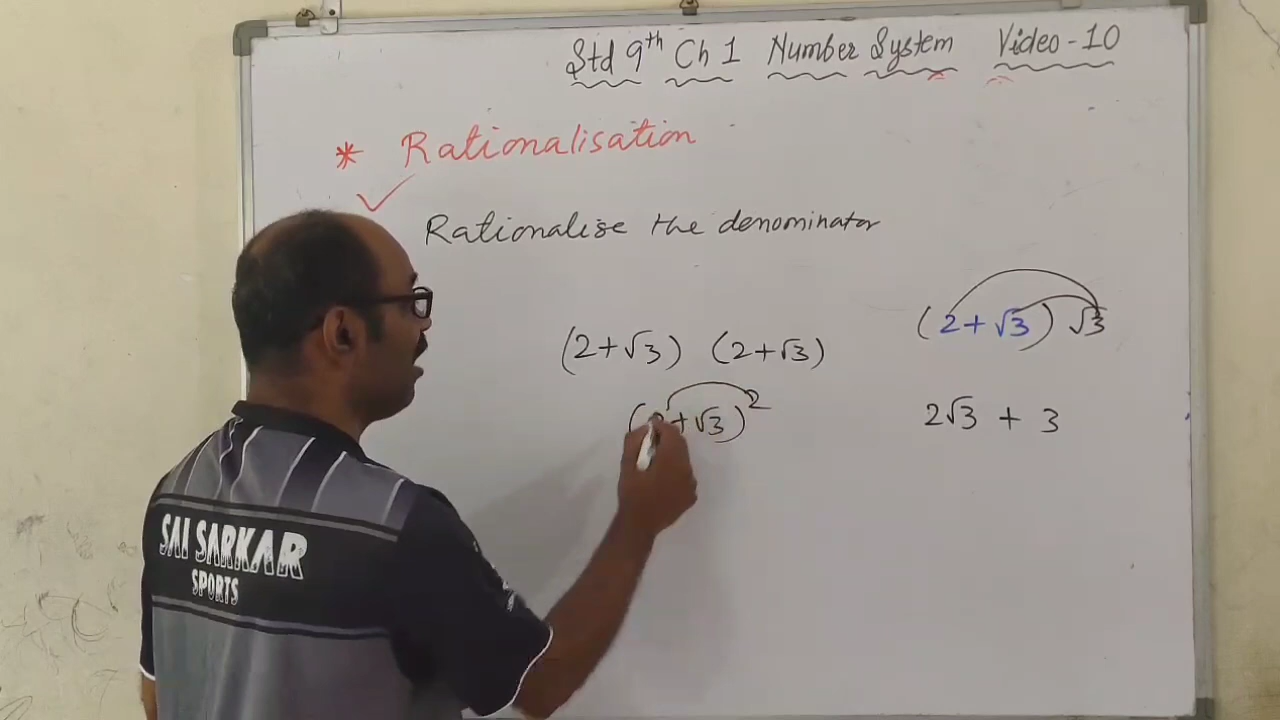 Std 9th Ch 1 Number System Video - 10
* Rationalisation
Rationalise the denominator
(2+√3) (2+√3)
(2+√3)²
(2+√3) √3
2√3 + 3
SAI SARKAR
SPORTS